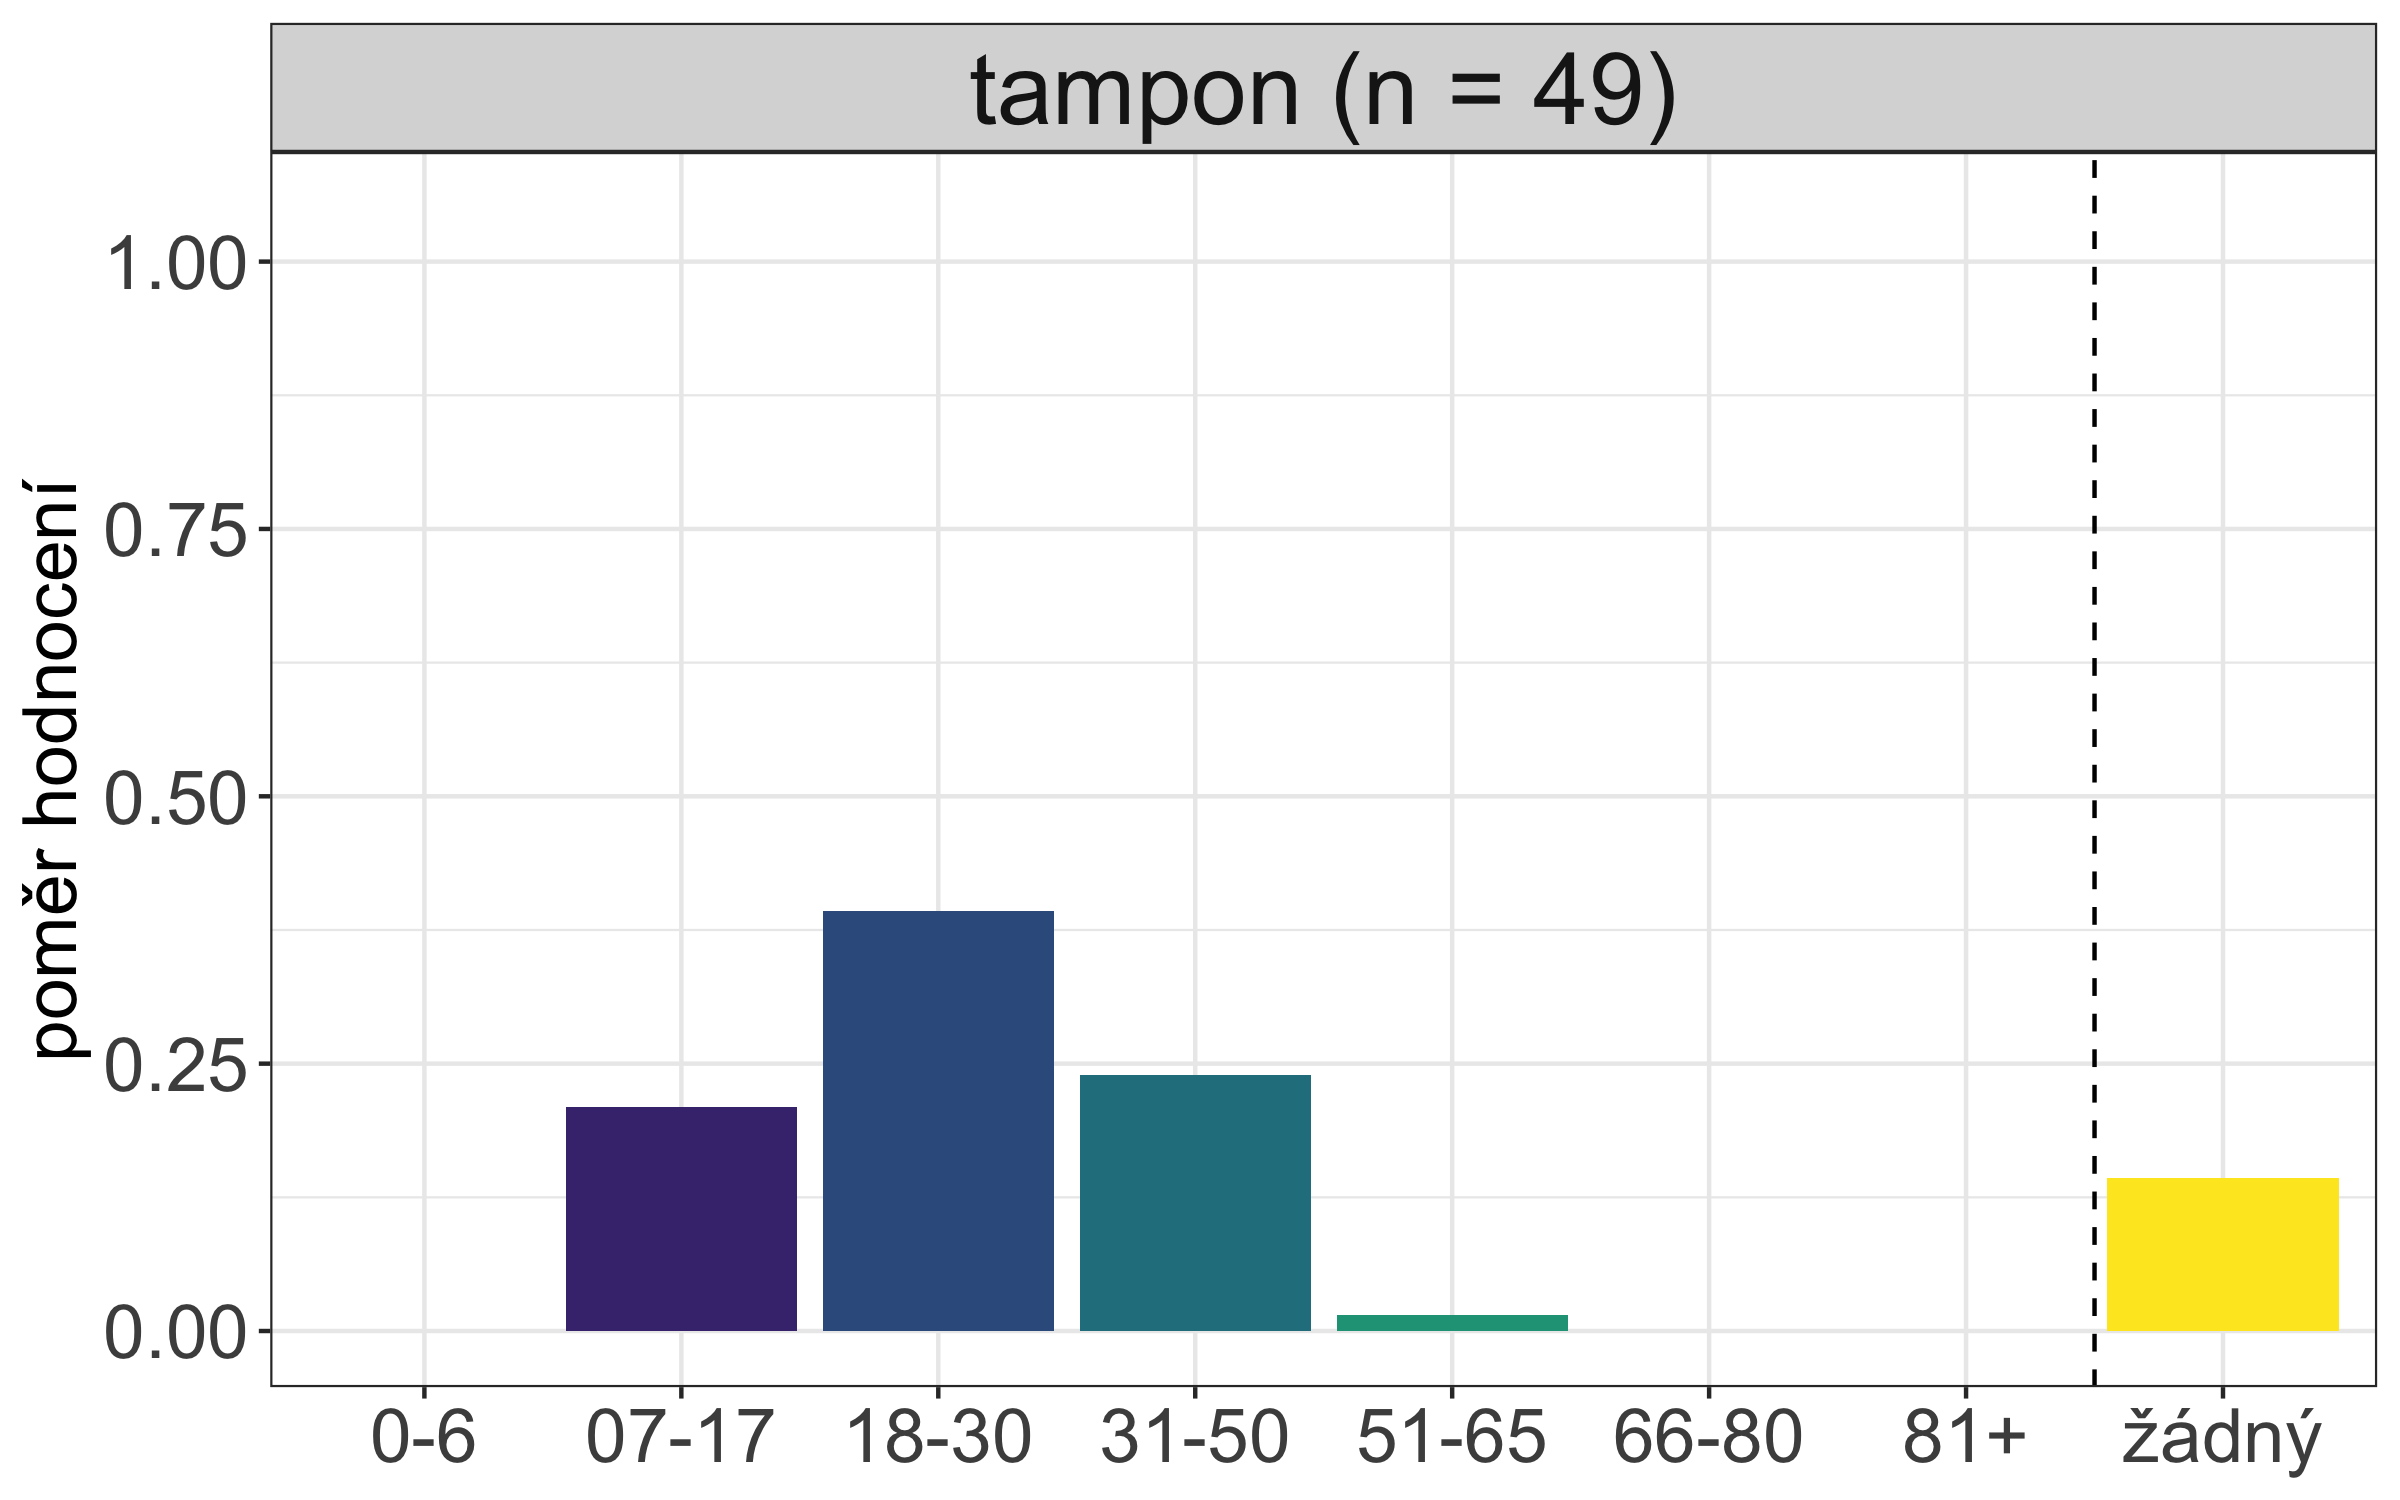 tampon (n = 49)
poměr hodnocení
1.00
0.75
0.50
0.25
0.00
0-6 07-17 18-30 31-50 51-65 66-80 81+ žádný